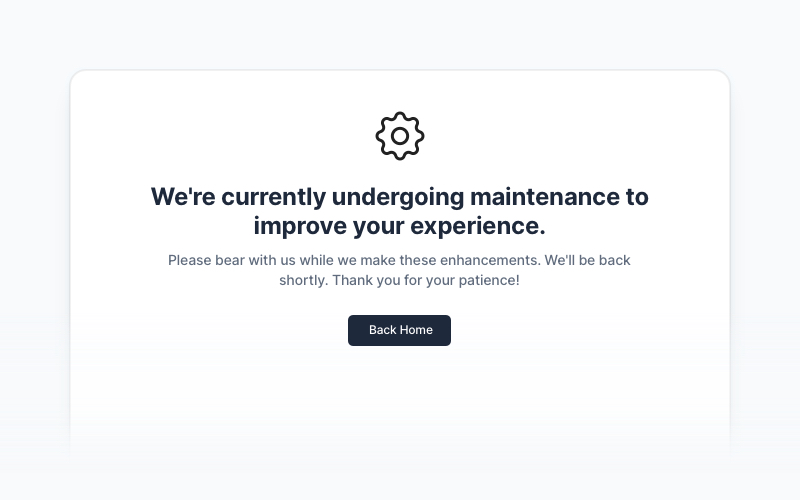 We're currently undergoing maintenance to
improve your experience.
Please bear with us while we make these enhancements. We'll be back
shortly. Thank you for your patience!
Back Home